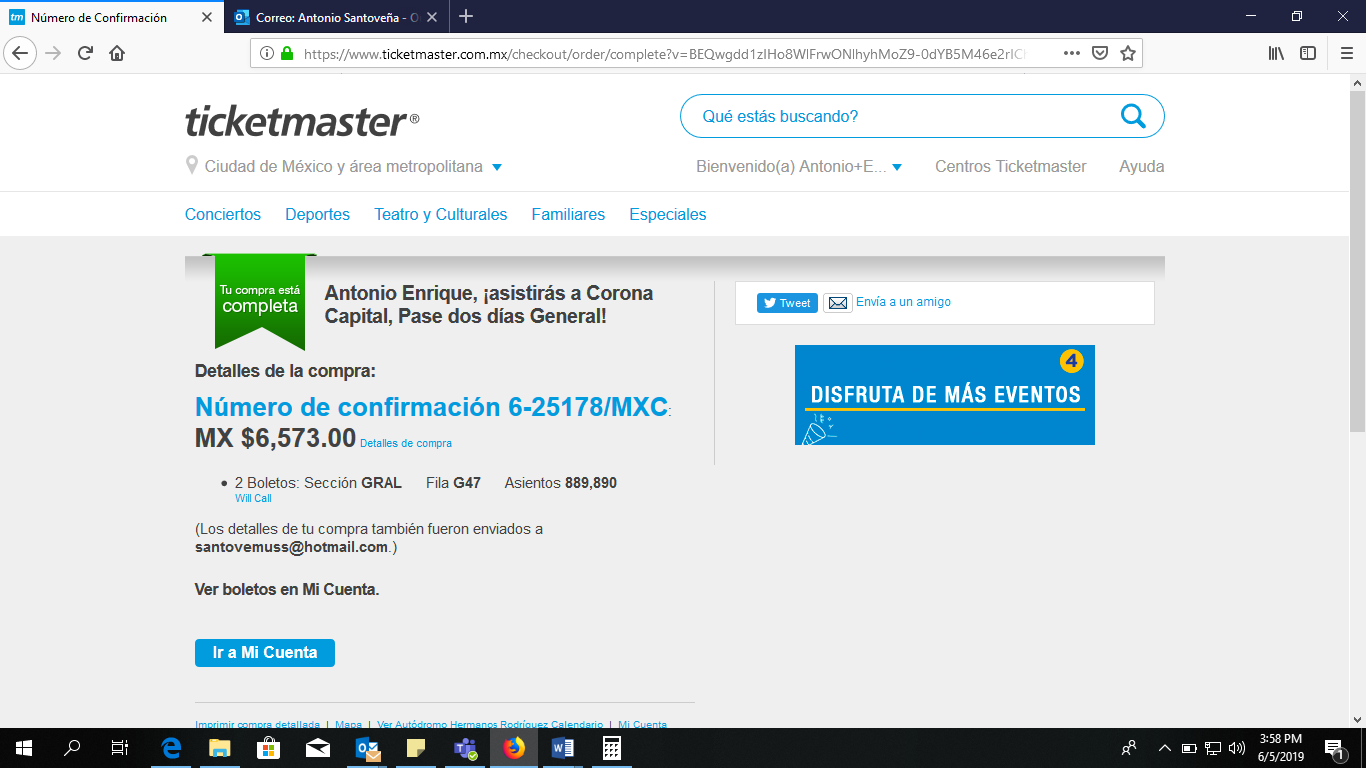 Número de Confirmación
Correo: Antonio Santoveña - O
https://www.ticketmaster.com.mx/checkout/order/complete?v=BEQwgdd1zIHo8WlFrwONlhyhMoZ9-0dYB5M46e2rIC
ticketmaster®
Qué estás buscando?
Ciudad de México y área metropolitana
Bienvenido(a) Antonio+E... Centros Ticketmaster Ayuda
Conciertos Deportes Teatro y Culturales Familiares Especiales
Tu compra está
completa
Antonio Enrique, ¡asistirás a Corona
Capital, Pase dos días General!
Tweet Envía a un amigo
4
DISFRUTA DE MÁS EVENTOS
Detalles de la compra:
Número de confirmación 6-25178/MXC:
MX $6,573.00 Detalles de compra
• 2 Boletos: Sección GRAL Fila G47 Asientos 889,890
Will Call
(Los detalles de tu compra también fueron enviados a
santovemuss@hotmail.com.)
Ver boletos en Mi Cuenta.
Ir a Mi Cuenta
Imprimir compra detallada | Mapa | Ver Autódromo Hermanos Rodríguez Calendario | Mi Cuenta
3:58 PM
6/5/2019
1